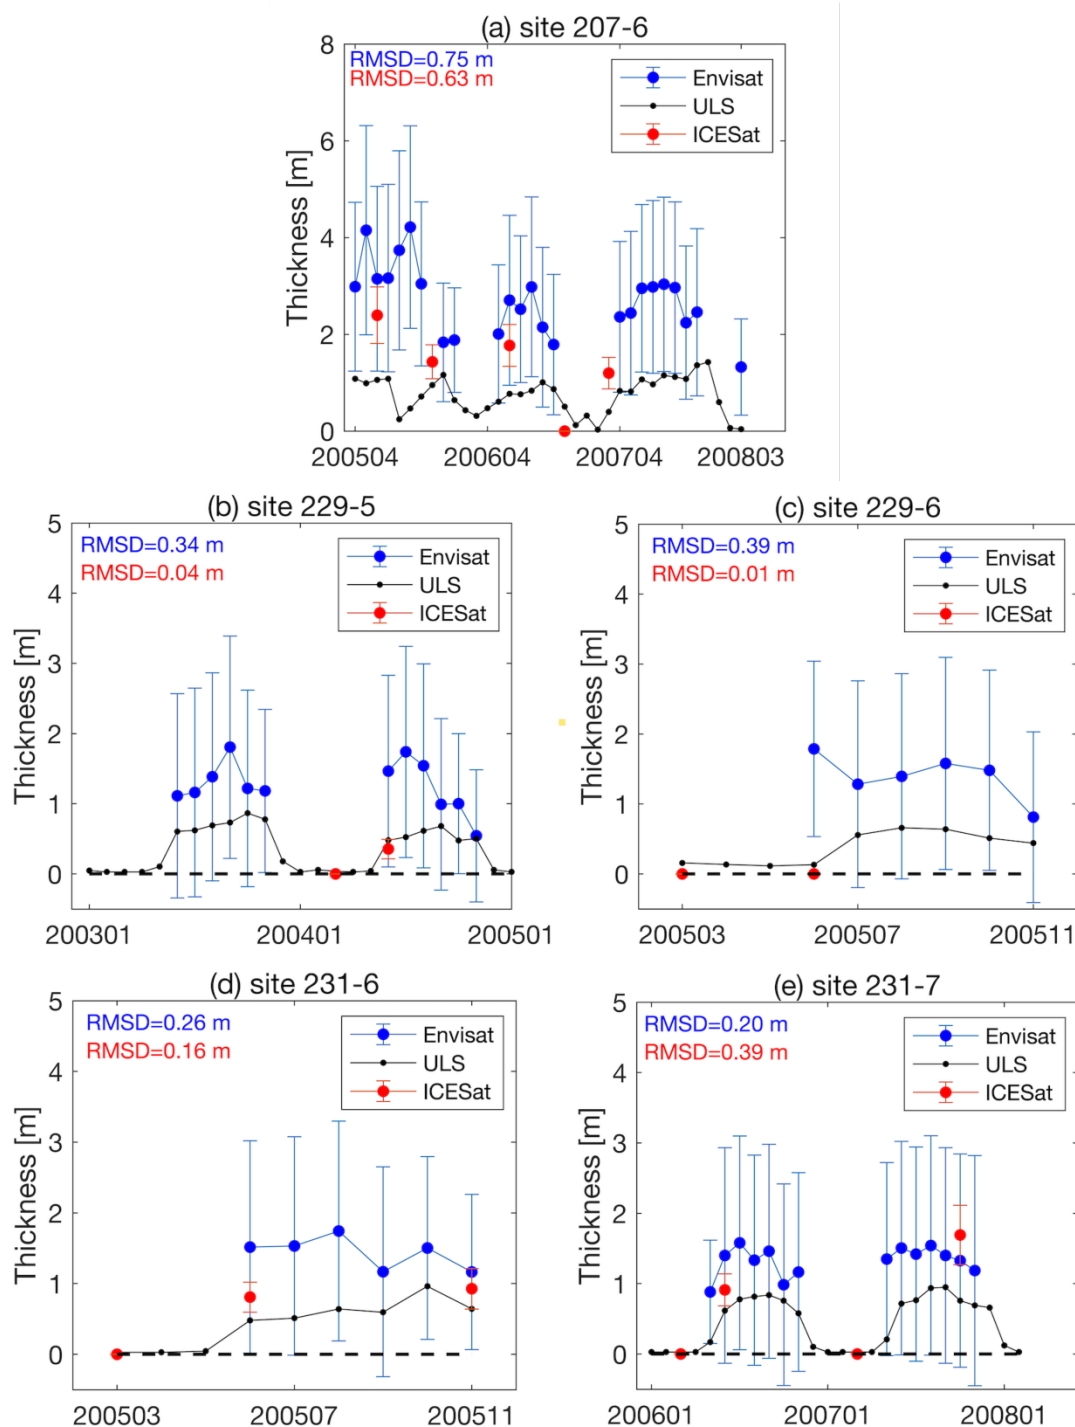 (a) site 207-6
RMSD=0.75 m
RMSD=0.63 m
Envisat
ULS
ICESat
Thickness [m]
8
6
4
2
0
200504
200604
200704
200803
(b) site 229-5
RMSD=0.34 m
RMSD=0.04 m
Envisat
ULS
ICESat
Thickness [m]
5
4
3
2
1
0
200301
200401
200501
(c) site 229-6
RMSD=0.39 m
RMSD=0.01 m
Envisat
ULS
ICESat
Thickness [m]
5
4
3
2
1
0
200503
200507
200511
(d) site 231-6
RMSD=0.26 m
RMSD=0.16 m
Envisat
ULS
ICESat
Thickness [m]
5
4
3
2
1
0
200503
200507
200511
(e) site 231-7
RMSD=0.20 m
RMSD=0.39 m
Envisat
ULS
ICESat
Thickness [m]
5
4
3
2
1
0
200601
200701
200801